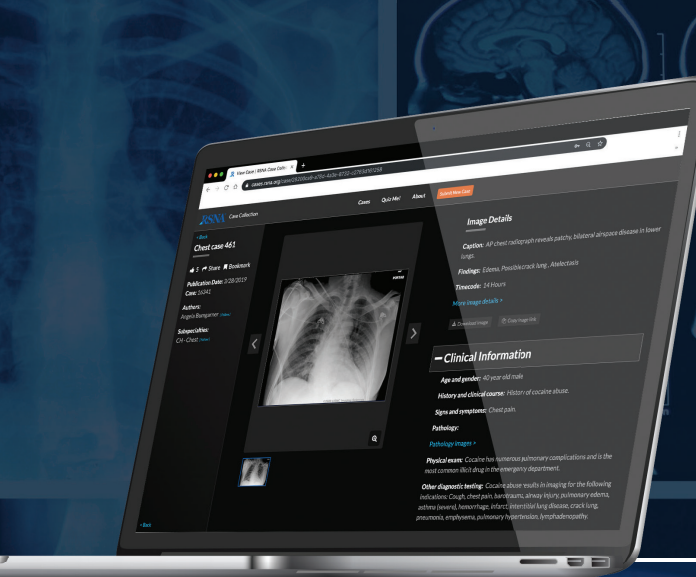 View Case | RSNA Case Colle
cases.rsna.org/case/
RSNA Case Collection
Cases Quiz Me! About Submit New Case
< Back
Chest case 461
5 Share Bookmark
Publication Date: 2/28/2019
Case: 16341
Authors:
Angela Baumgarner [Follow]
Subspecialties:
CH - Chest [Follow]
< Back
Image Details
Caption: AP chest radiograph reveals patchy, bilateral airspace disease in lower
lungs.
Findings: Edema, Possible crack lung , Atelectasis
Timecode: 14 Hours
More image details >
Download image Copy image link
Clinical Information
Age and gender: 40 year old male
History and clinical course: History of cocaine abuse.
Signs and symptoms: Chest pain.
Pathology:
Pathology images >
Physical exam: Cocaine has numerous pulmonary complications and is the
most common illicit drug in the emergency department.
Other diagnostic testing: Cocaine abuse results in imaging for the following
indications: Cough, chest pain, barotrauma, airway injury, pulmonary edema,
asthma (severe), hemorrhage, infarct, interstitial lung disease, crack lung,
pneumonia, emphysema, pulmonary hypertension, lymphadenopathy.